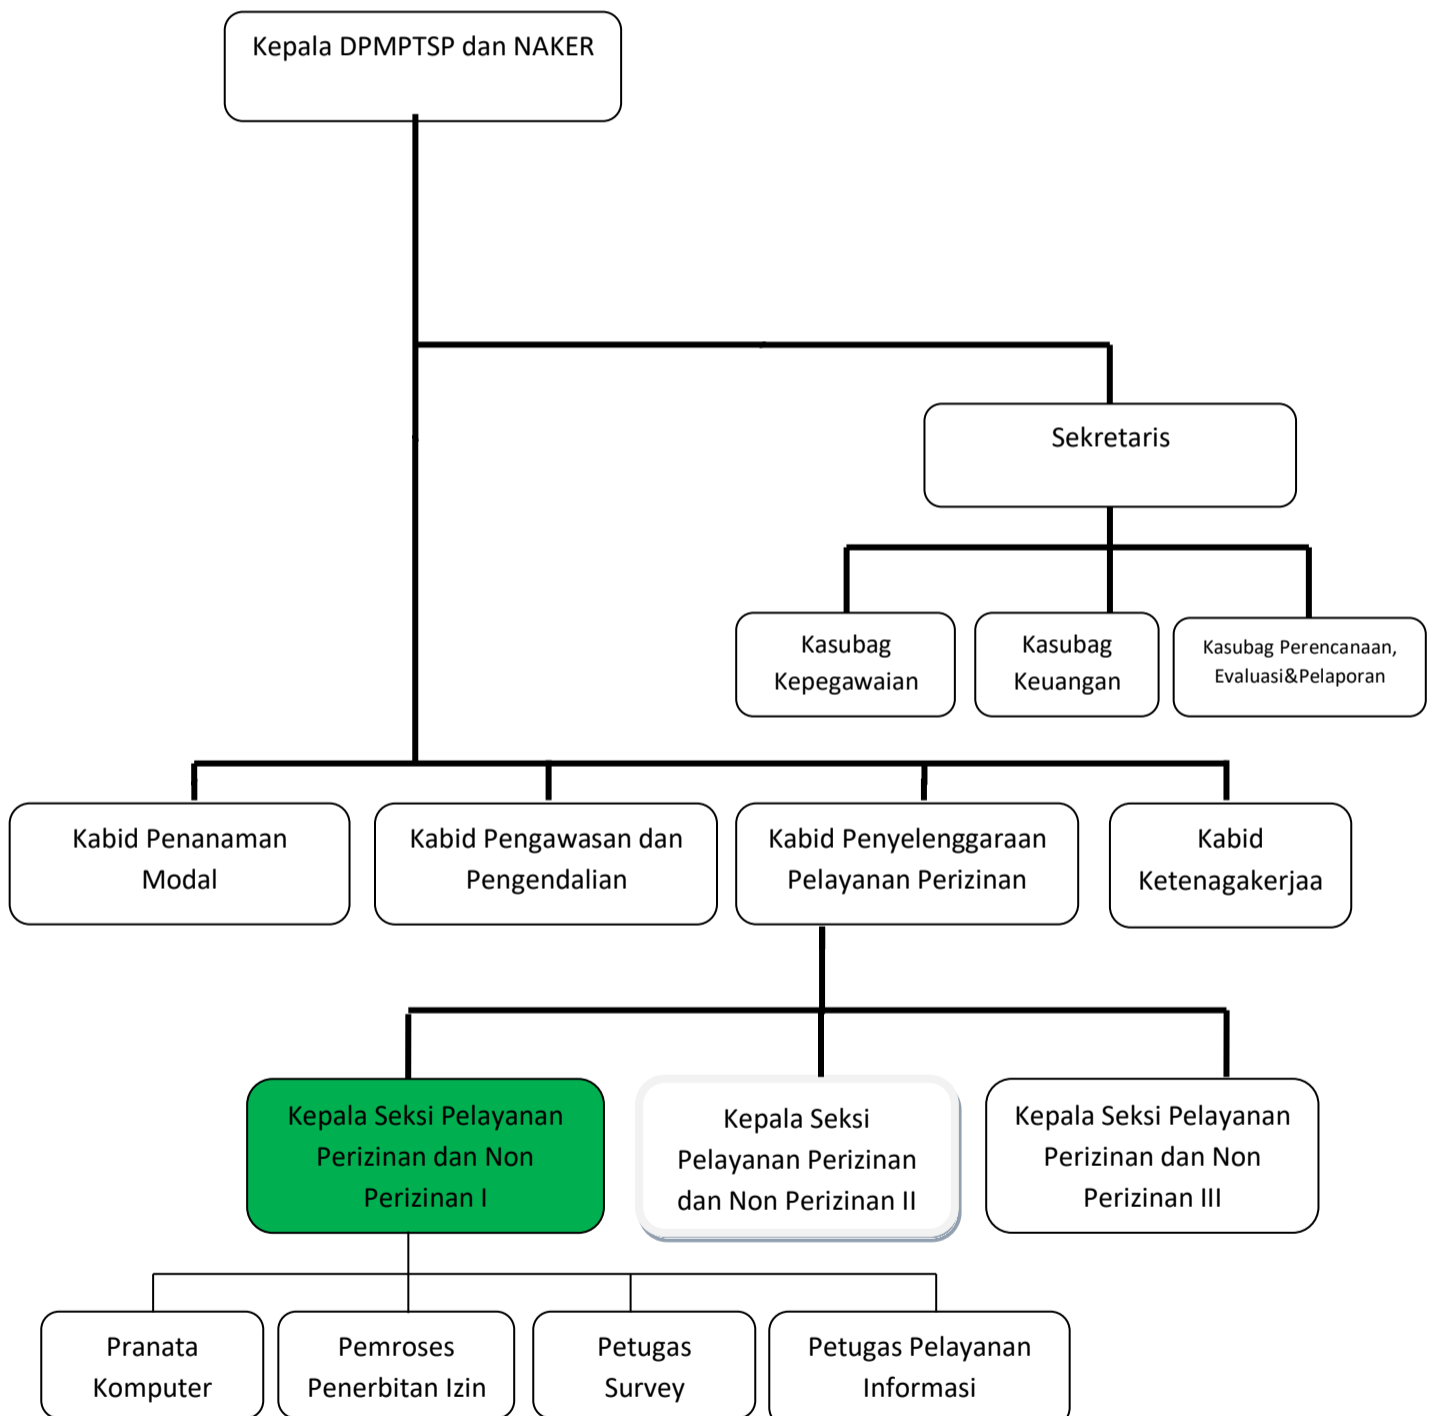 Kepala DPMPTSP dan NAKER
Sekretaris
Kasubag
Kepegawaian
Kasubag
Keuangan
Kasubag Perencanaan,
Evaluasi&Pelaporan
Kabid Penanaman
Modal
Kabid Pengawasan dan
Pengendalian
Kabid Penyelenggaraan
Pelayanan Perizinan
Kabid
Ketenagakerjaa
Kepala Seksi Pelayanan
Perizinan dan Non
Perizinan I
Kepala Seksi
Pelayanan Perizinan
dan Non Perizinan II
Kepala Seksi Pelayanan
Perizinan dan Non
Perizinan III
Pranata
Komputer
Pemroses
Penerbitan Izin
Petugas
Survey
Petugas Pelayanan
Informasi